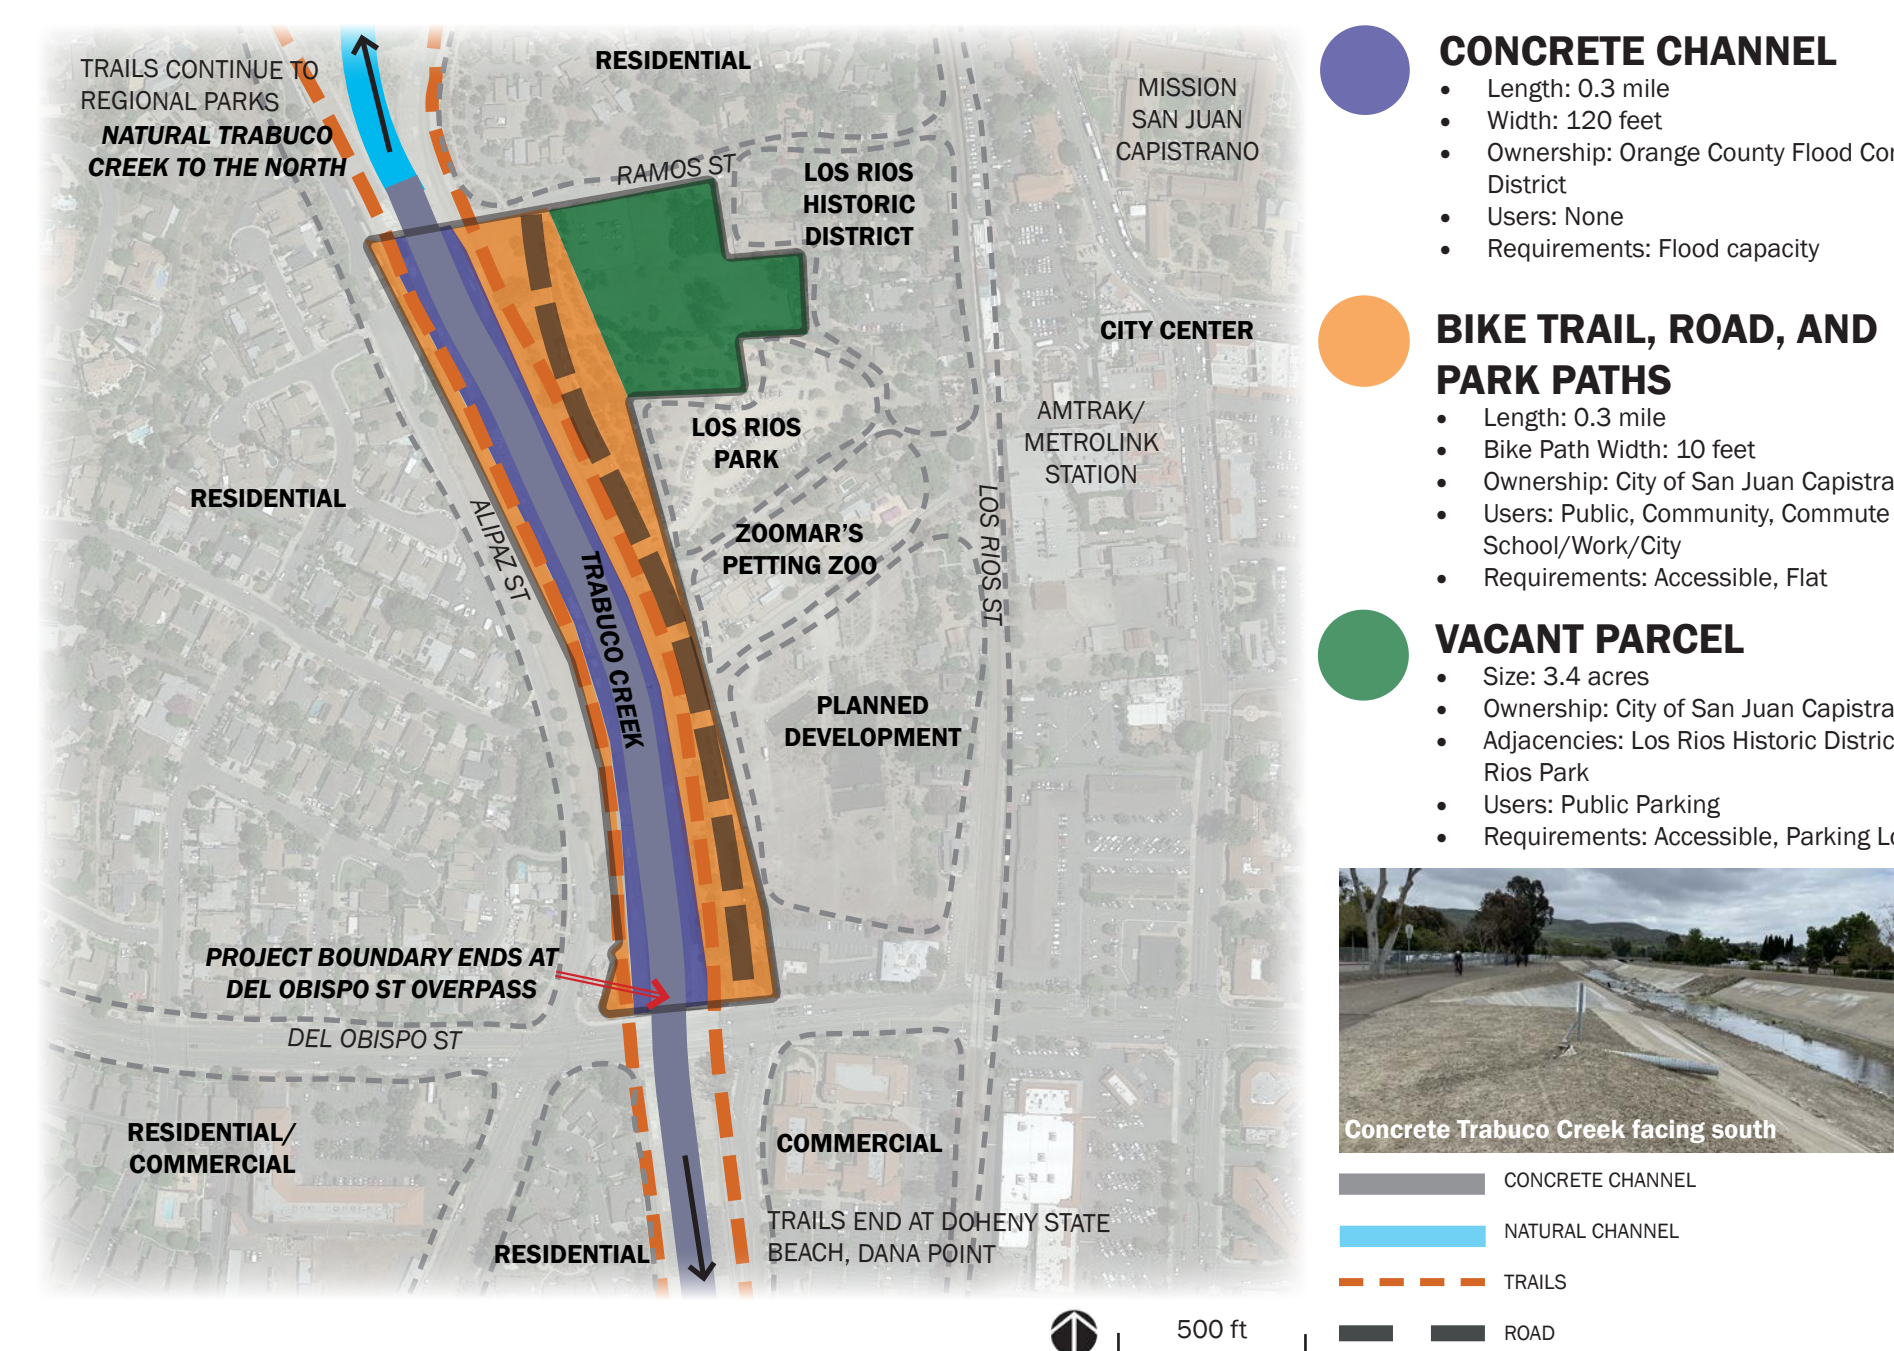 TRAILS CONTINUE TO
REGIONAL PARKS
NATURAL TRABUCO
CREEK TO THE NORTH
RESIDENTIAL
MISSION
SAN JUAN
CAPISTRANO
RAMOS ST
LOS RIOS
HISTORIC
DISTRICT
CITY CENTER
AMTRAK/
METROLINK
STATION
LOS RIOS
PARK
RESIDENTIAL
ALIPAZ ST
ZOOMAR'S
PETTING ZOO
LOS RIOS ST
TRABUCO CREEK
PLANNED
DEVELOPMENT
PROJECT BOUNDARY ENDS AT
DEL OBISPO ST OVERPASS
DEL OBISPO ST
RESIDENTIAL/
COMMERCIAL
COMMERCIAL
RESIDENTIAL
TRAILS END AT DOHENY STATE
BEACH, DANA POINT
500 ft
CONCRETE CHANNEL
• Length: 0.3 mile
• Width: 120 feet
• Ownership: Orange County Flood
District
• Users: None
• Requirements: Flood capacity
BIKE TRAIL, ROAD, AND
PARK PATHS
• Length: 0.3 mile
• Bike Path Width: 10 feet
• Ownership: City of San Juan
• Users: Public, Community, Commute
School/Work/City
• Requirements: Accessible, Flat
VACANT PARCEL
• Size: 3.4 acres
• Ownership: City of San Juan
• Adjacencies: Los Rios Historic
Rios Park
• Users: Public Parking
• Requirements: Accessible, Parking
Concrete Trabuco Creek facing south
CONCRETE CHANNEL
NATURAL CHANNEL
TRAILS
ROAD